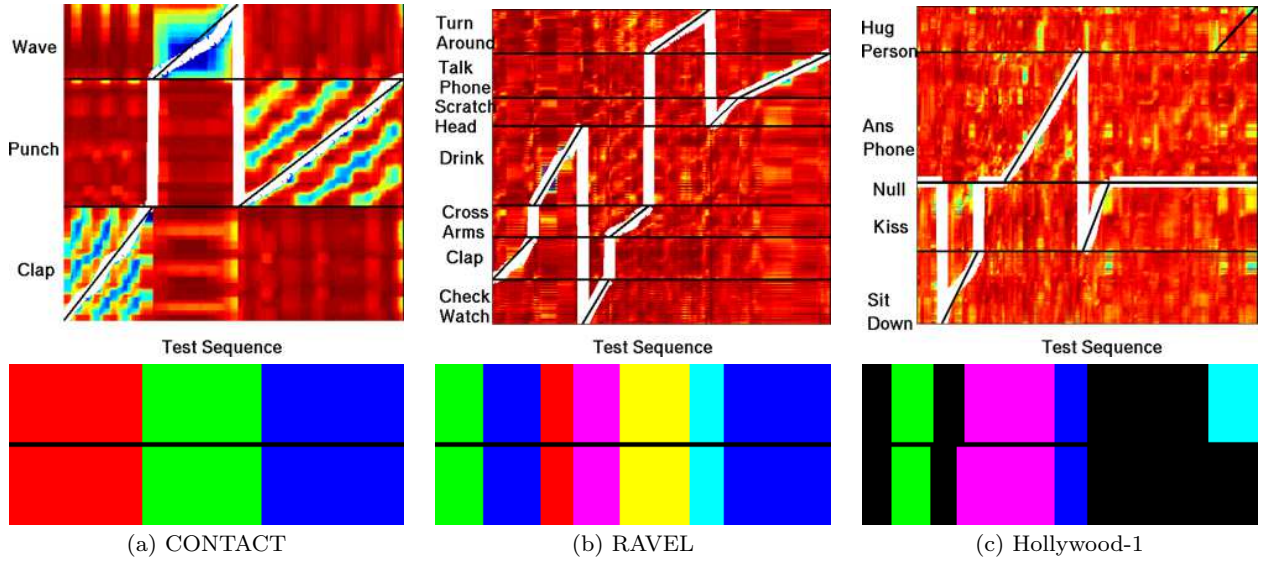 Wave
Punch
Clap
Test Sequence
Turn
Around
Talk
Phone
Scratch
Head
Drink
Cross
Arms
Clap
Check
Watch
Test Sequence
Hug
Person
Ans
Phone
Null
Kiss
Sit
Down
Test Sequence
(a) CONTACT
(b) RAVEL
(c) Hollywood-1